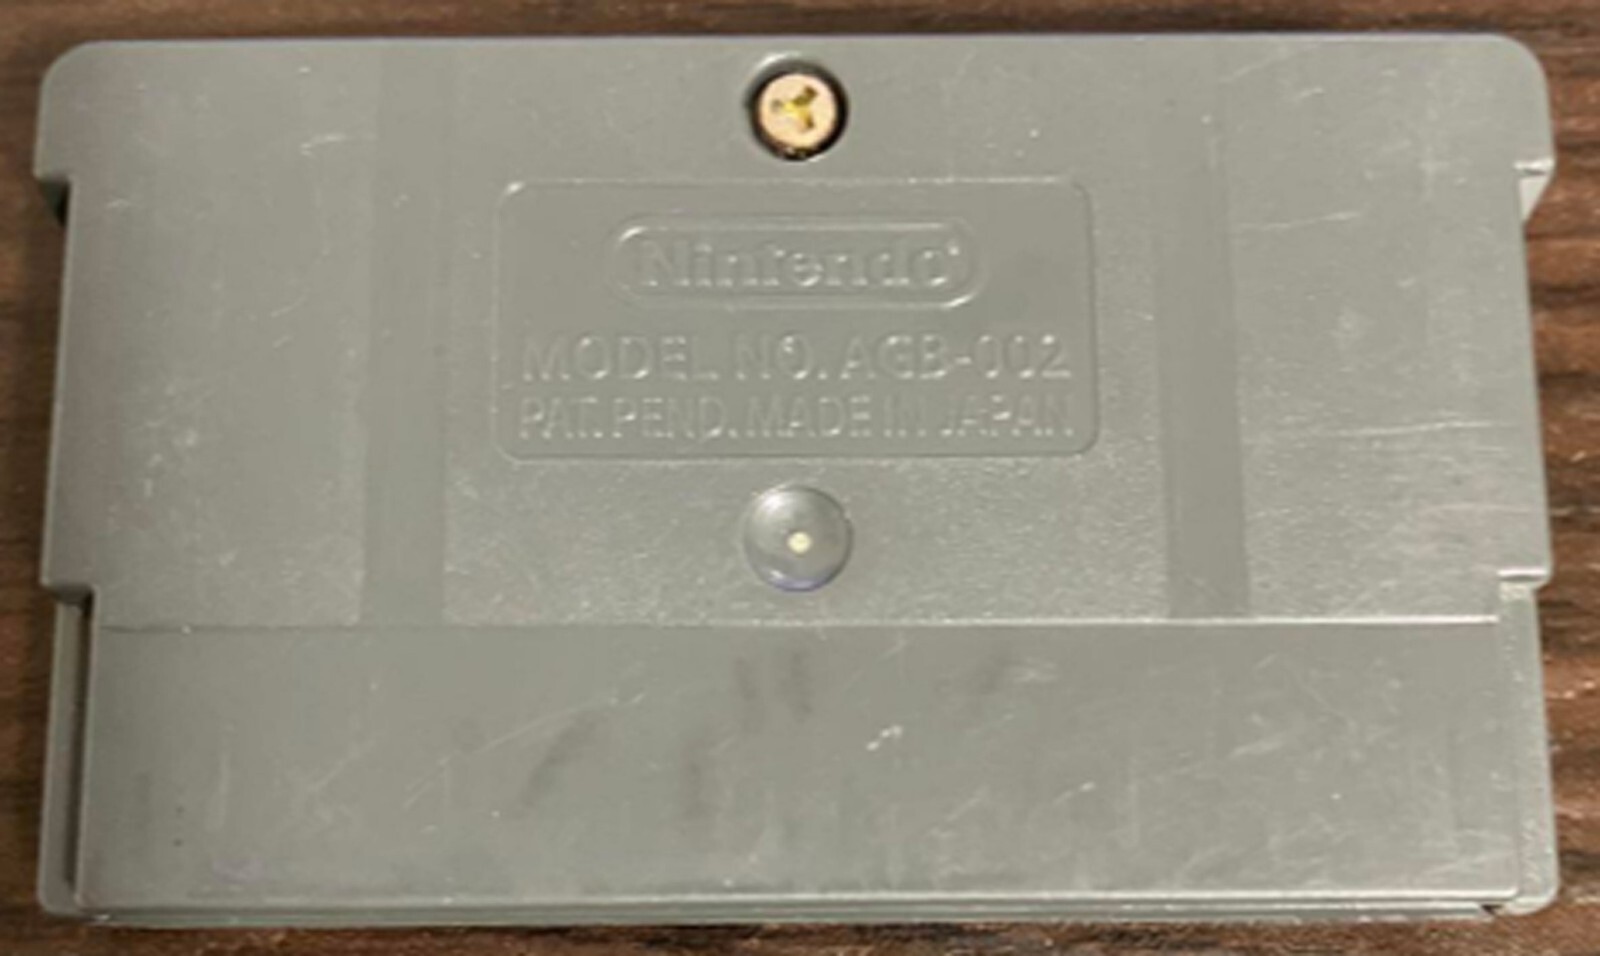 Nintendo®
MODEL NO. AGB-002
PAT. PEND. MADE IN JAPAN